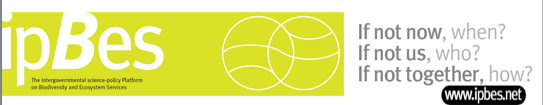 ipBes
The Intergovernmental science-policy Platform
on Biodiversity and Ecosystem Services
If not now, when?
If not us, who?
If not together, how?
www.ipbes.net